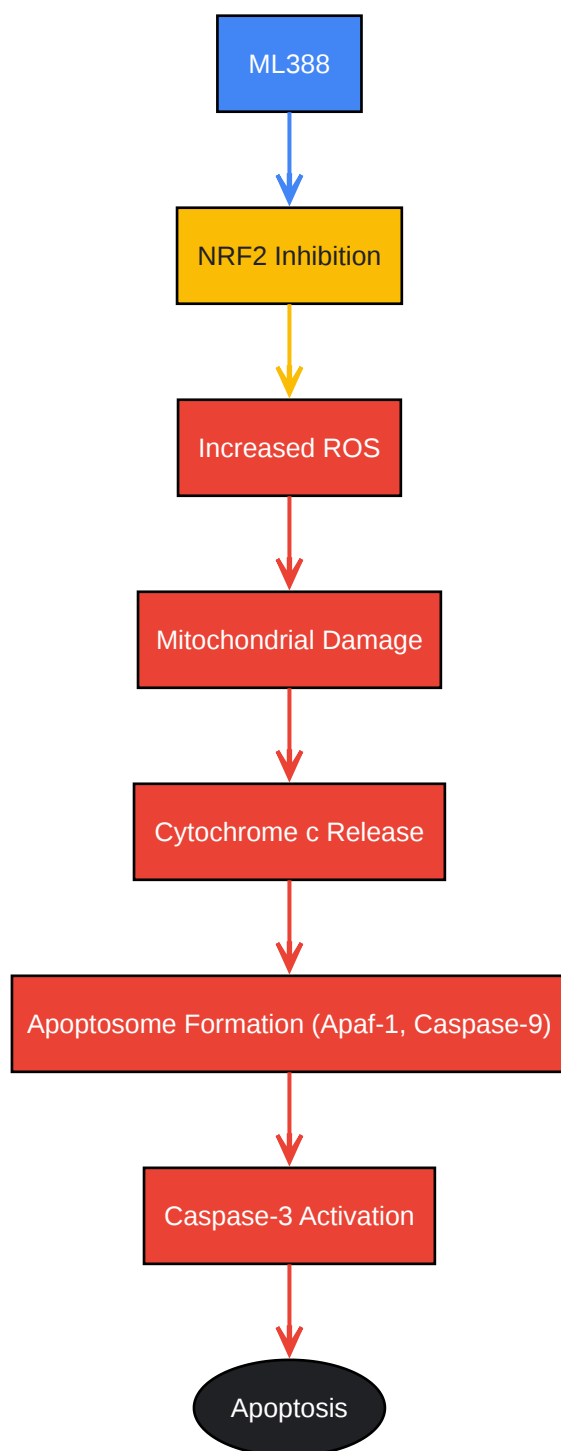 ML388
NRF2 Inhibition
Increased ROS
Mitochondrial Damage
Cytochrome c Release
Apoptosome Formation (Apaf-1, Caspase-9)
Caspase-3 Activation
Apoptosis